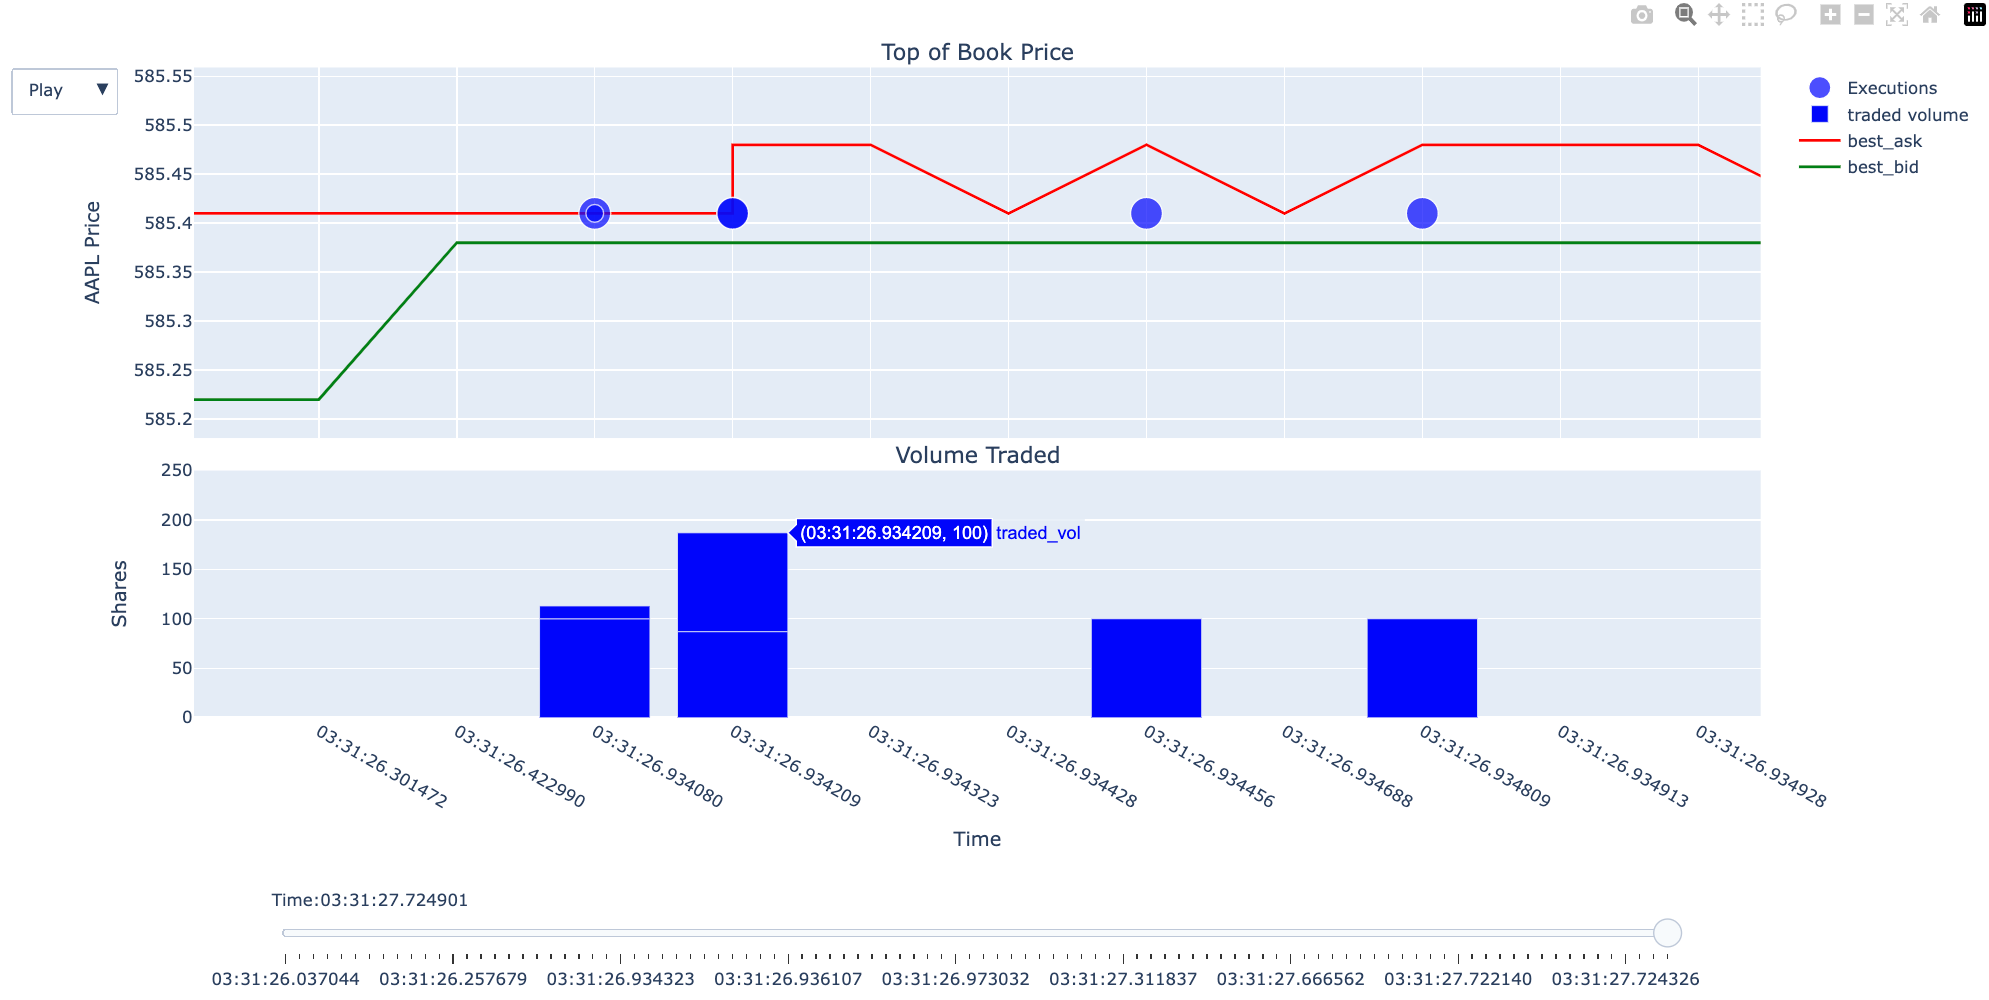 Top of Book Price
Play ▼
585.55
585.5
585.45
585.4
585.35
585.3
585.25
585.2
AAPL Price
Executions
traded volume
best_ask
best_bid
Volume Traded
250
200
150
100
50
0
Shares
(03:31:26.934209, 100) traded_vol
03:31:26.301472
03:31:26.422990
03:31:26.934080
03:31:26.934209
03:31:26.934323
03:31:26.934428
03:31:26.934456
03:31:26.934688
03:31:26.934809
03:31:26.934913
03:31:26.934928
Time
Time:03:31:27.724901
03:31:26.037044 03:31:26.257679 03:31:26.934323 03:31:26.936107 03:31:26.973032 03:31:27.311837 03:31:27.666562 03:31:27.722140 03:31:27.724326